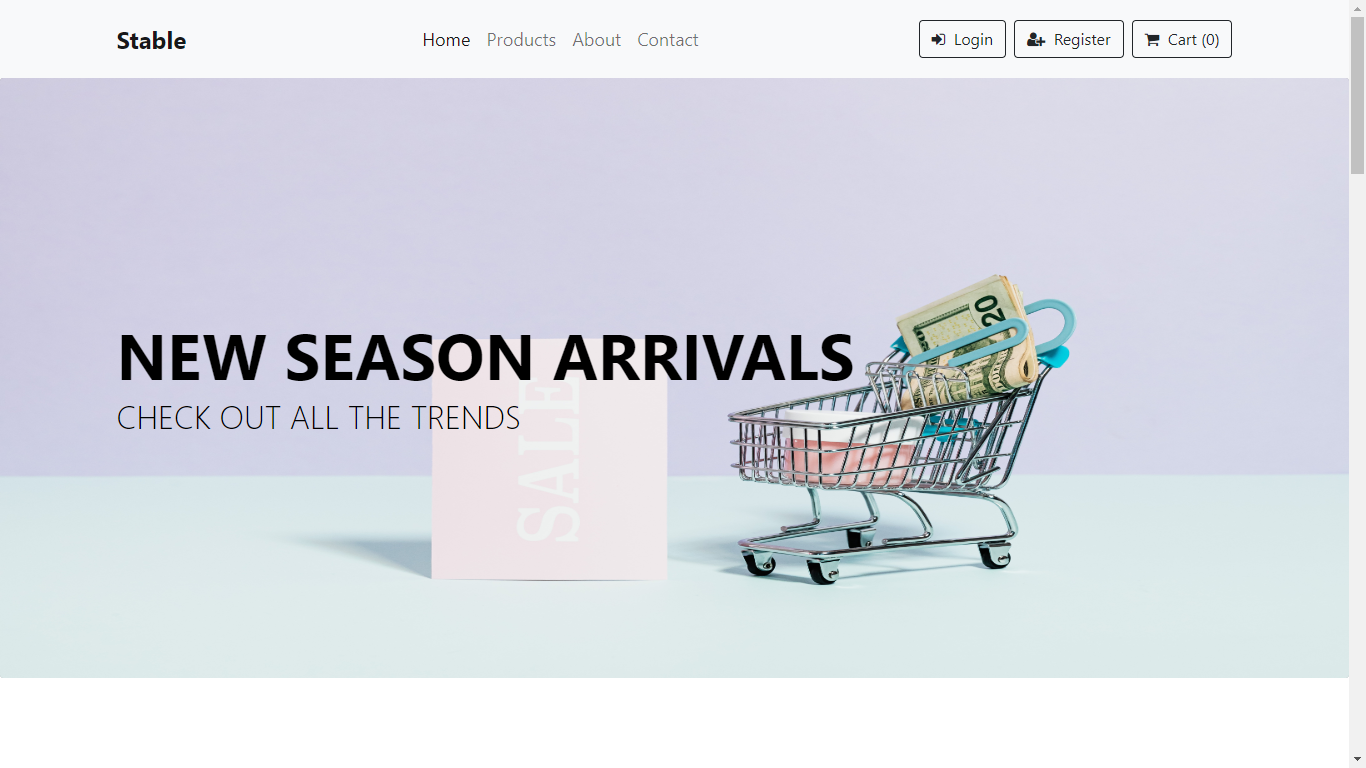 Stable
Home Products About Contact
Login Register Cart (0)
NEW SEASON ARRIVALS
CHECK OUT ALL THE TRENDS
SALE
20